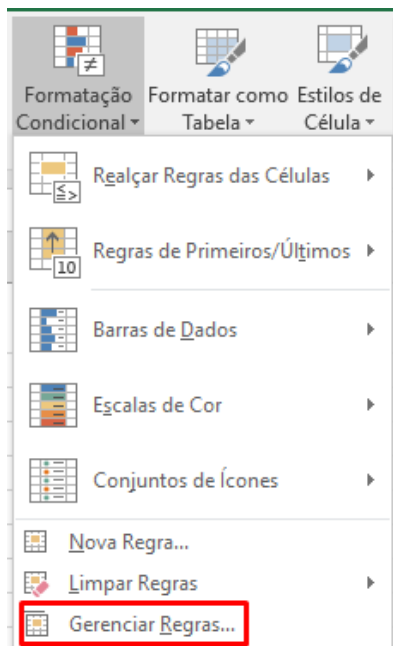 Formatação Formatar como Estilos de
Condicional Tabela Célula
Realçar Regras das Células
10
Regras de Primeiros/Últimos
Barras de Dados
Escalas de Cor
Conjuntos de Ícones
Nova Regra...
Limpar Regras
Gerenciar Regras...